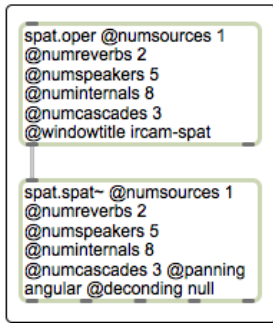 spat.oper @numsources 1
@numreverbs 2
@numspeakers 5
@numinternals 8
@numcascades 3
@windowtitle ircam-spat
spat.spat~ @numsources 1
@numreverbs 2
@numspeakers 5
@numinternals 8
@numcascades 3 @panning
angular @deconding null